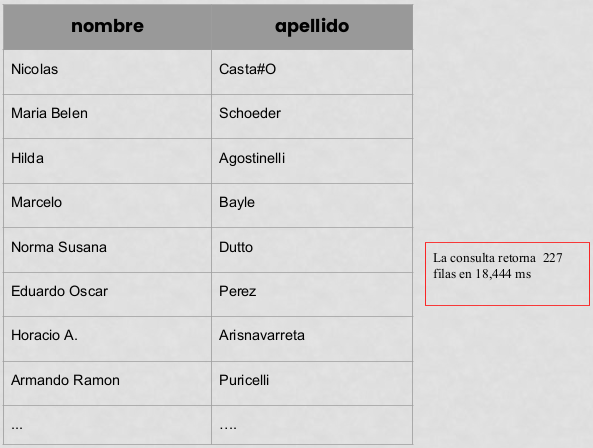 nombre apellido
Nicolas Casta#O
Maria Belen Schoeder
Hilda Agostinelli
Marcelo Bayle
Norma Susana Dutto
Eduardo Oscar Perez
Horacio A. Arisnavarreta
Armando Ramon Puricelli
... ....
La consulta retorna 227
filas en 18,444 ms